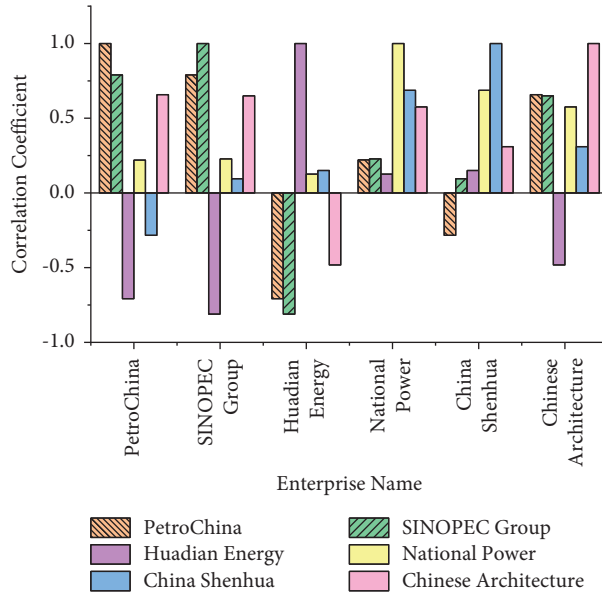 Correlation Coefficient
1.0
0.5
0.0
-0.5
-1.0
PetroChina
SINOPEC
Group
Huadian
Energy
National
Power
China
Shenhua
Chinese
Architecture
Enterprise Name
PetroChina
SINOPEC Group
Huadian Energy
National Power
China Shenhua
Chinese Architecture